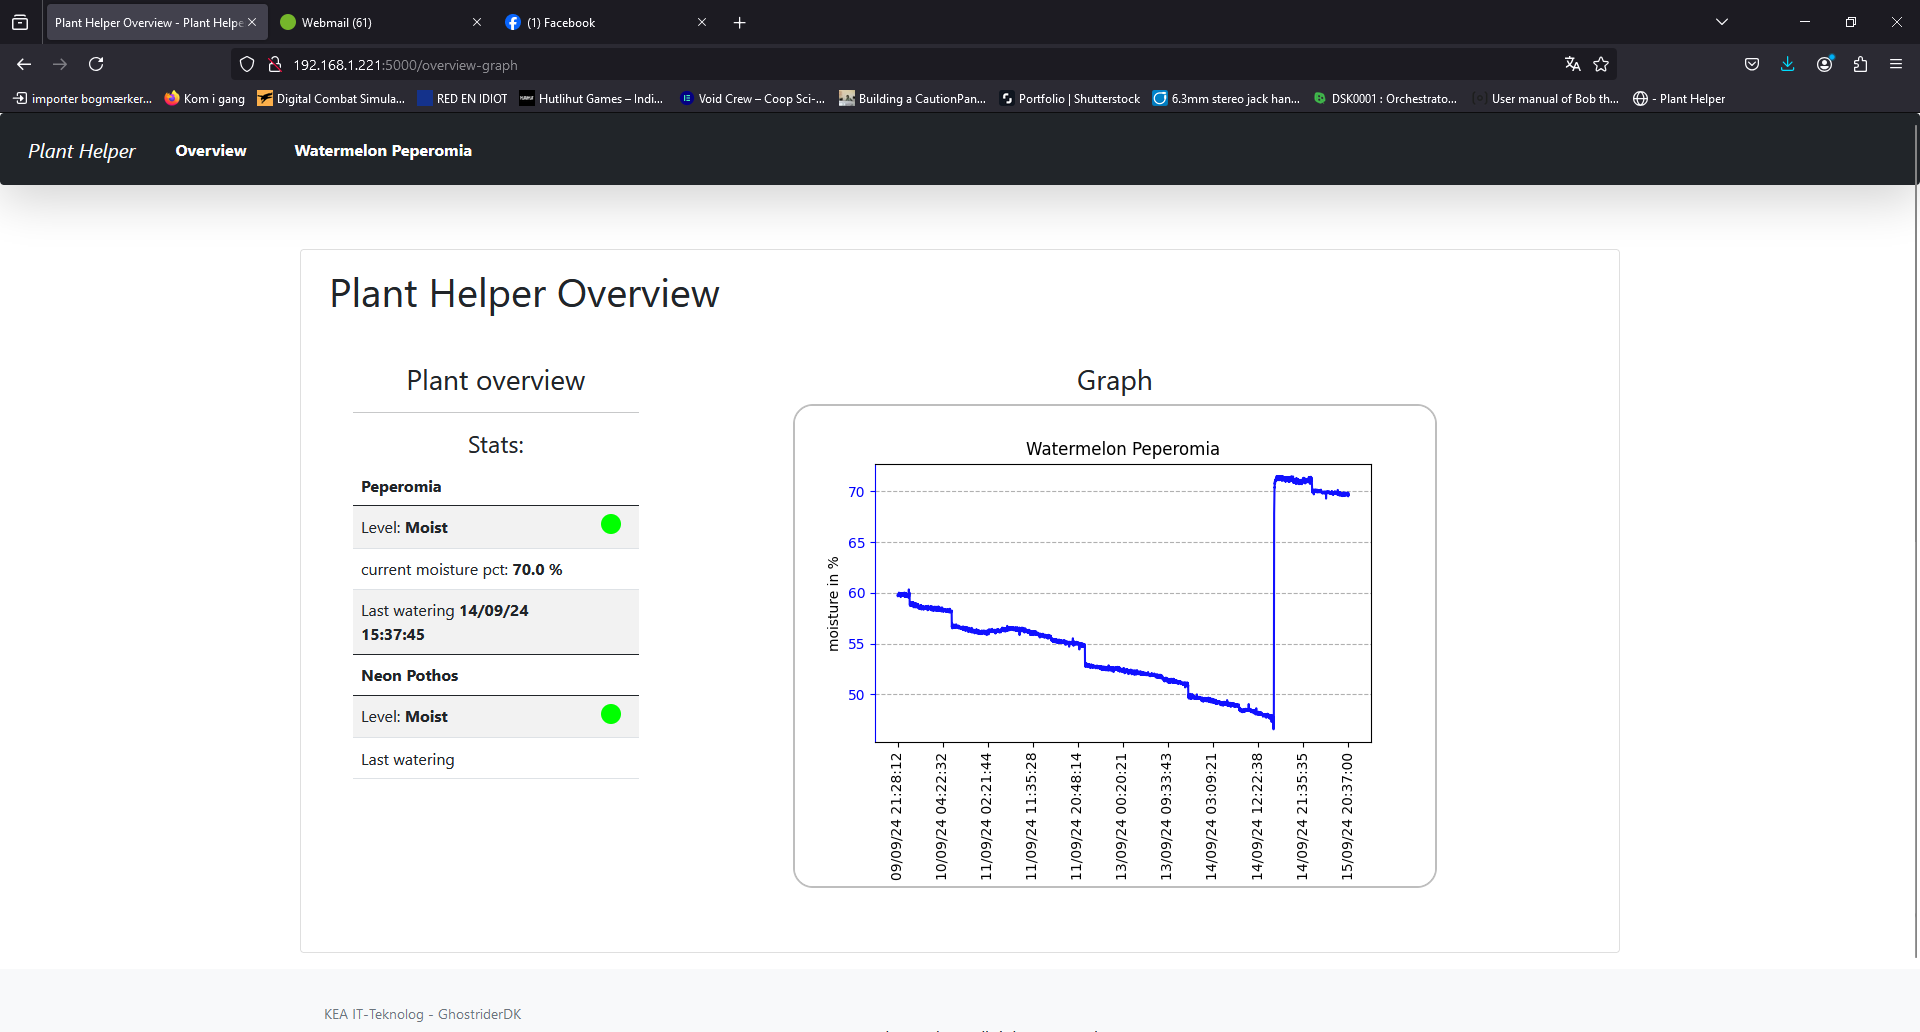 Plant Helper Overview - Plant Helpe
Webmail (61)
(1) Facebook
192.168.1.221:5000/overview-graph
importer bogmærker...
Kom i gang
Digital Combat Simula...
RED EN IDIOT
Hutlihut Games – Indi...
Void Crew – Coop Sci-...
Building a CautionPan...
Portfolio | Shutterstock
6.3mm stereo jack han...
DSK0001 : Orchestrato...
User manual of Bob th...
- Plant Helper
Plant Helper
Overview
Watermelon Peperomia
Plant Helper Overview
Plant overview
Stats:
Peperomia
Level: Moist
current moisture pct: 70.0 %
Last watering 14/09/24
15:37:45
Neon Pothos
Level: Moist
Last watering
Graph
Watermelon Peperomia
moisture in %
70
65
60
55
50
09/09/24 21:28:12
10/09/24 04:22:32
11/09/24 02:21:44
11/09/24 11:35:28
11/09/24 20:48:14
13/09/24 00:20:21
13/09/24 09:33:43
14/09/24 03:09:21
14/09/24 12:22:38
14/09/24 21:35:35
15/09/24 20:37:00
KEA IT-Teknolog - GhostriderDK